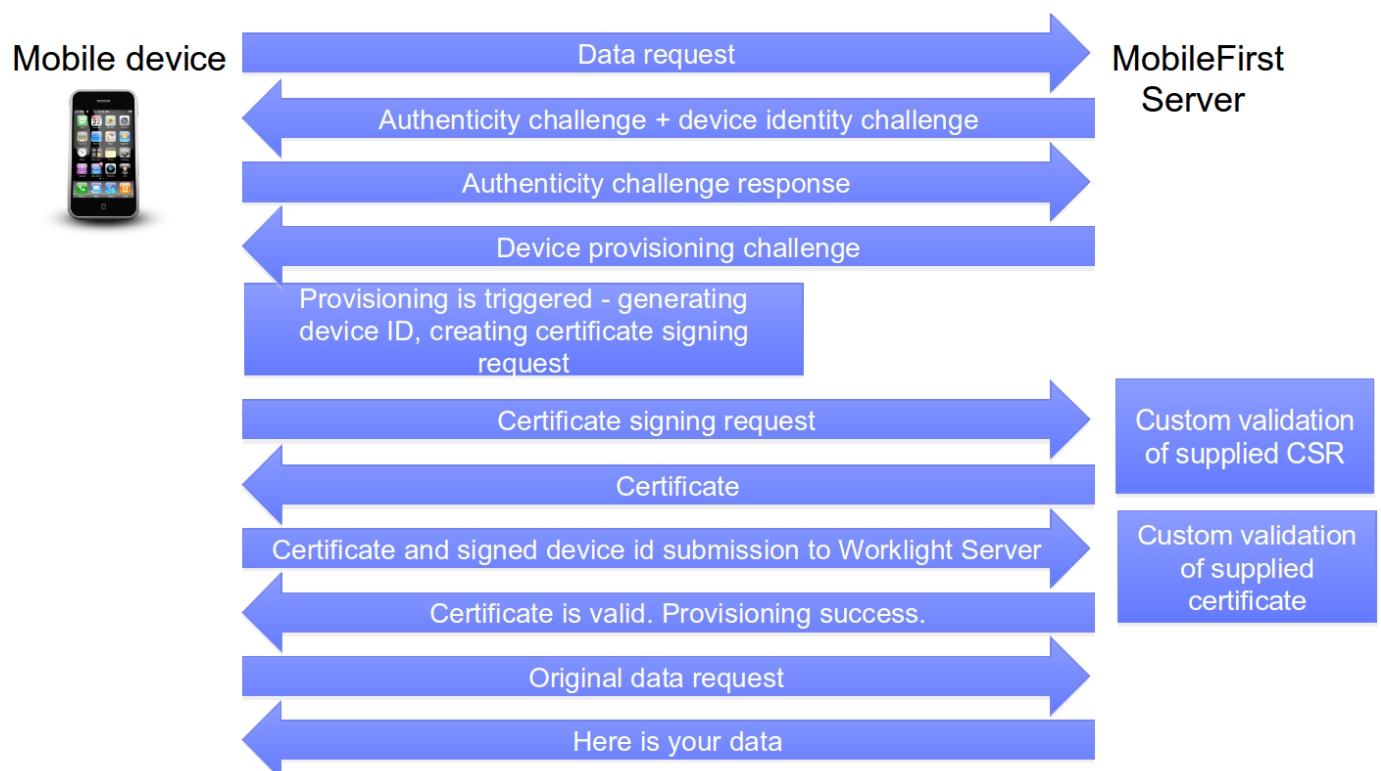 Mobile device
Data request
MobileFirst
Server
Authenticity challenge + device identity challenge
Authenticity challenge response
Device provisioning challenge
Provisioning is triggered - generating
device ID, creating certificate signing
request
Certificate signing request
Custom validation
of supplied CSR
Certificate
Certificate and signed device id submission to Worklight Server
Custom validation
of supplied
certificate
Certificate is valid. Provisioning success.
Original data request
Here is your data